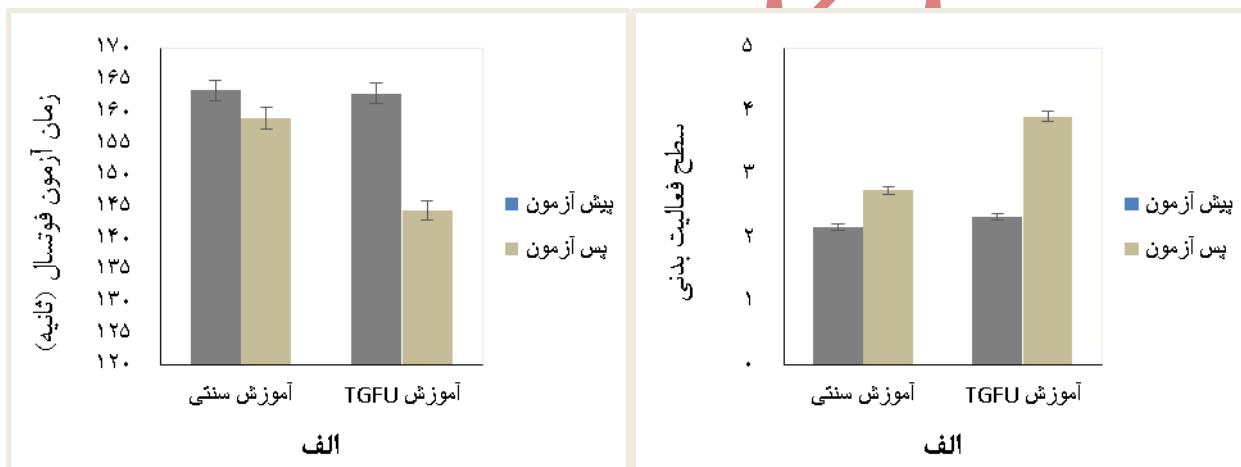 زمان آزمون فوتسال (ثانیه)
۱۷۰
۱۶۵
۱۶۰
۱۵۵
۱۵۰
۱۴۵
۱۴۰
۱۳۵
۱۳۰
۱۲۵
۱۲۰
آموزش سنتی
آموزش TGFU
پیش آزمون
پس آزمون
الف
سطح فعالیت بدنی
۵
۴
۳
۲
۱
۰
آموزش سنتی
آموزش TGFU
پیش آزمون
پس آزمون
الف